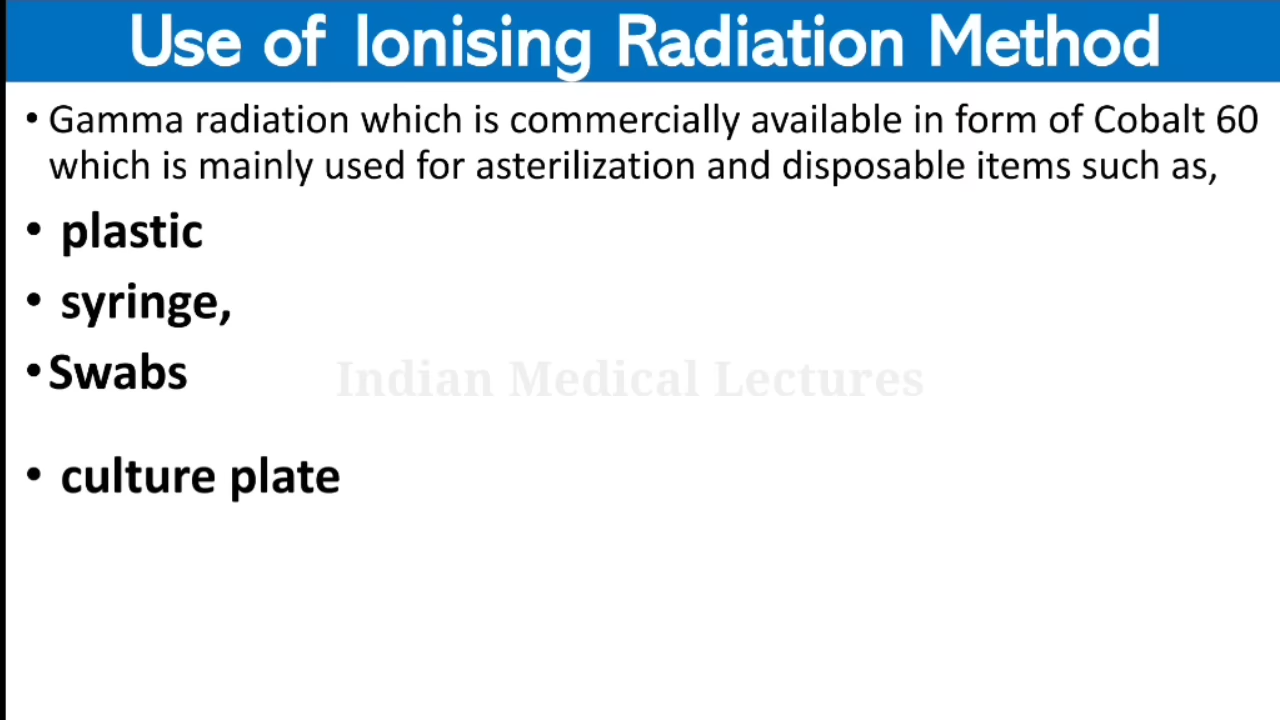 Use of Ionising Radiation Method
• Gamma radiation which is commercially available in form of Cobalt 60
which is mainly used for asterilization and disposable items such as,
• plastic
• syringe,
• Swabs
Indian Medical Lectures
• culture plate